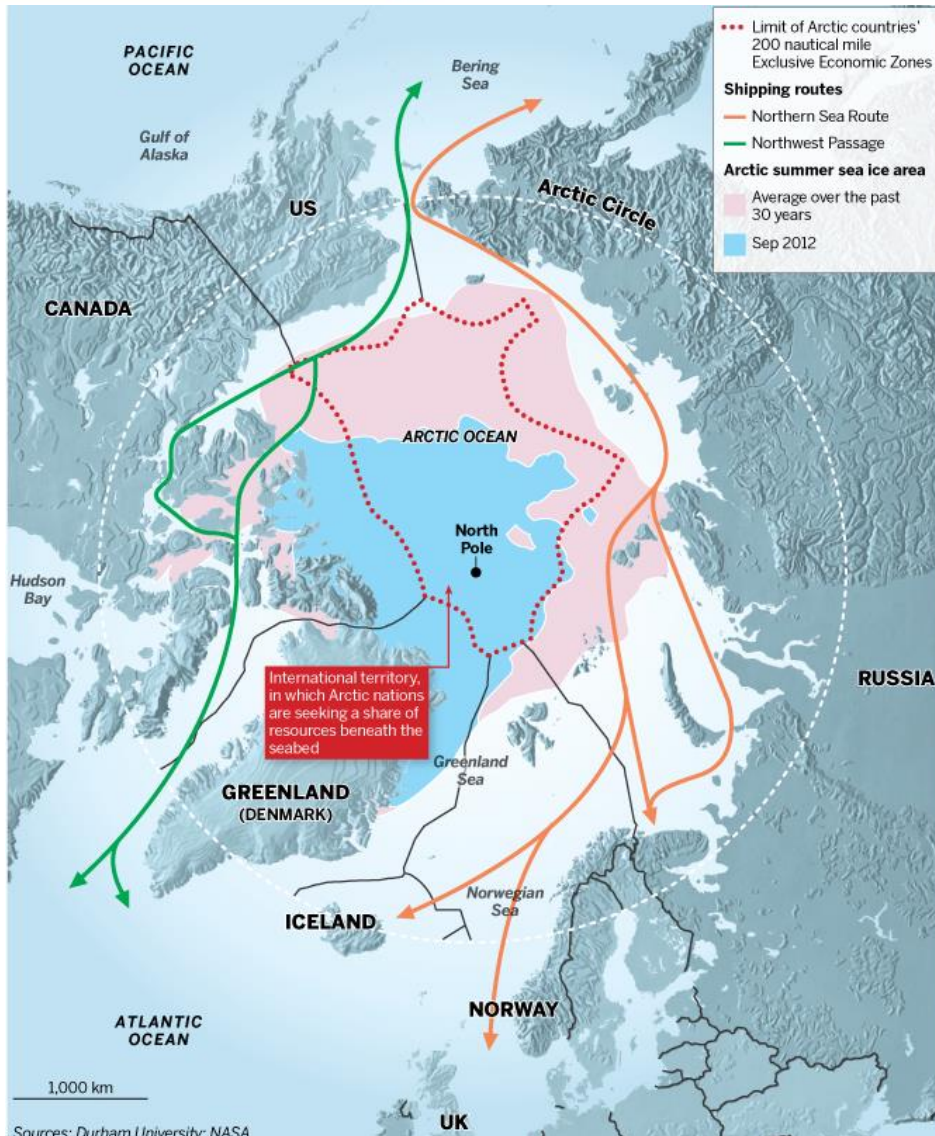 PACIFIC
OCEAN
Bering
Sea
Gulf of
Alaska
Limit of Arctic countries'
200 nautical mile
Exclusive Economic Zones
Shipping routes
Northern Sea Route
Northwest Passage
Arctic summer sea ice area
Average over the past
30 years
Sep 2012
US
Arctic Circle
CANADA
ARCTIC OCEAN
North
Pole
Hudson
Bay
International territory,
in which Arctic nations
are seeking a share of
resources beneath the
seabed
RUSSIA
Greenland
Sea
GREENLAND
(DENMARK)
Norwegian
Sea
ICELAND
NORWAY
ATLANTIC
OCEAN
1,000 km
UK
Sources: Durham University; NASA